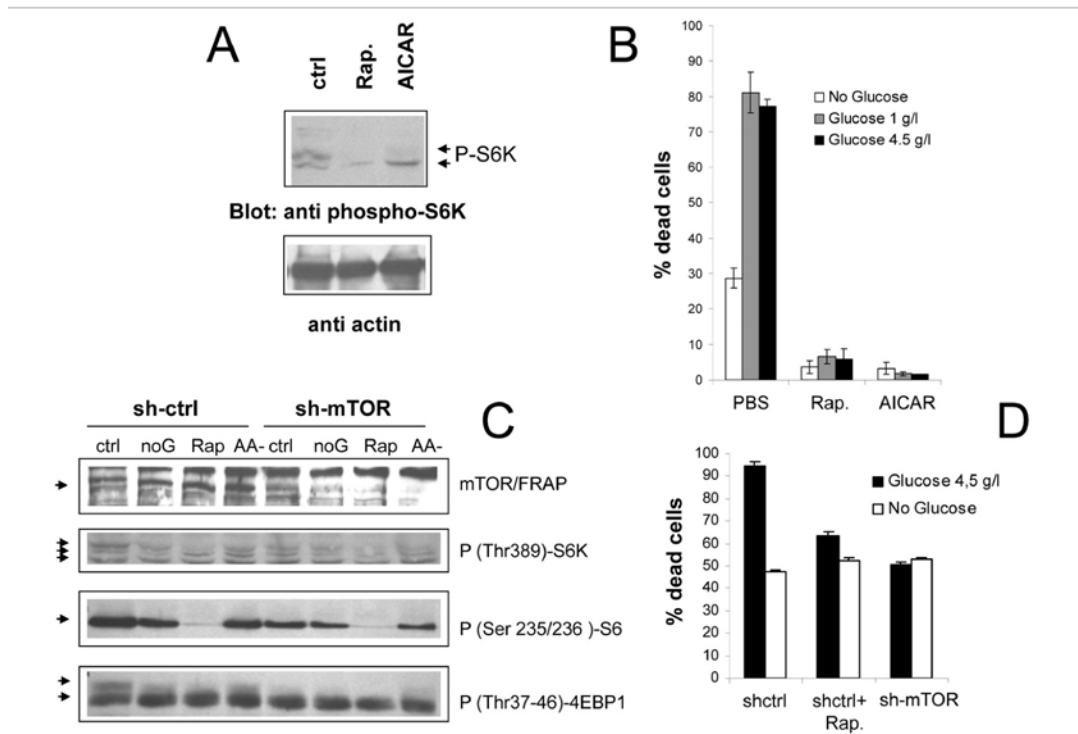 A
ctrl
Rap.
AICAR
P-S6K
Blot: anti phospho-S6K
anti actin
B
100
90
80
70
60
50
40
30
20
10
0
% dead cells
No Glucose
Glucose 1 g/l
Glucose 4.5 g/l
PBS Rap. AICAR
C
sh-ctrl sh-mTOR
ctrl noG Rap AA- ctrl noG Rap AA-
mTOR/FRAP
P (Thr389)-S6K
P (Ser 235/236 )-S6
P (Thr37-46)-4EBP1
D
100
90
80
70
60
50
40
30
20
10
0
% dead cells
Glucose 4,5 g/l
No Glucose
shctrl shctrl+ sh-mTOR
Rap.